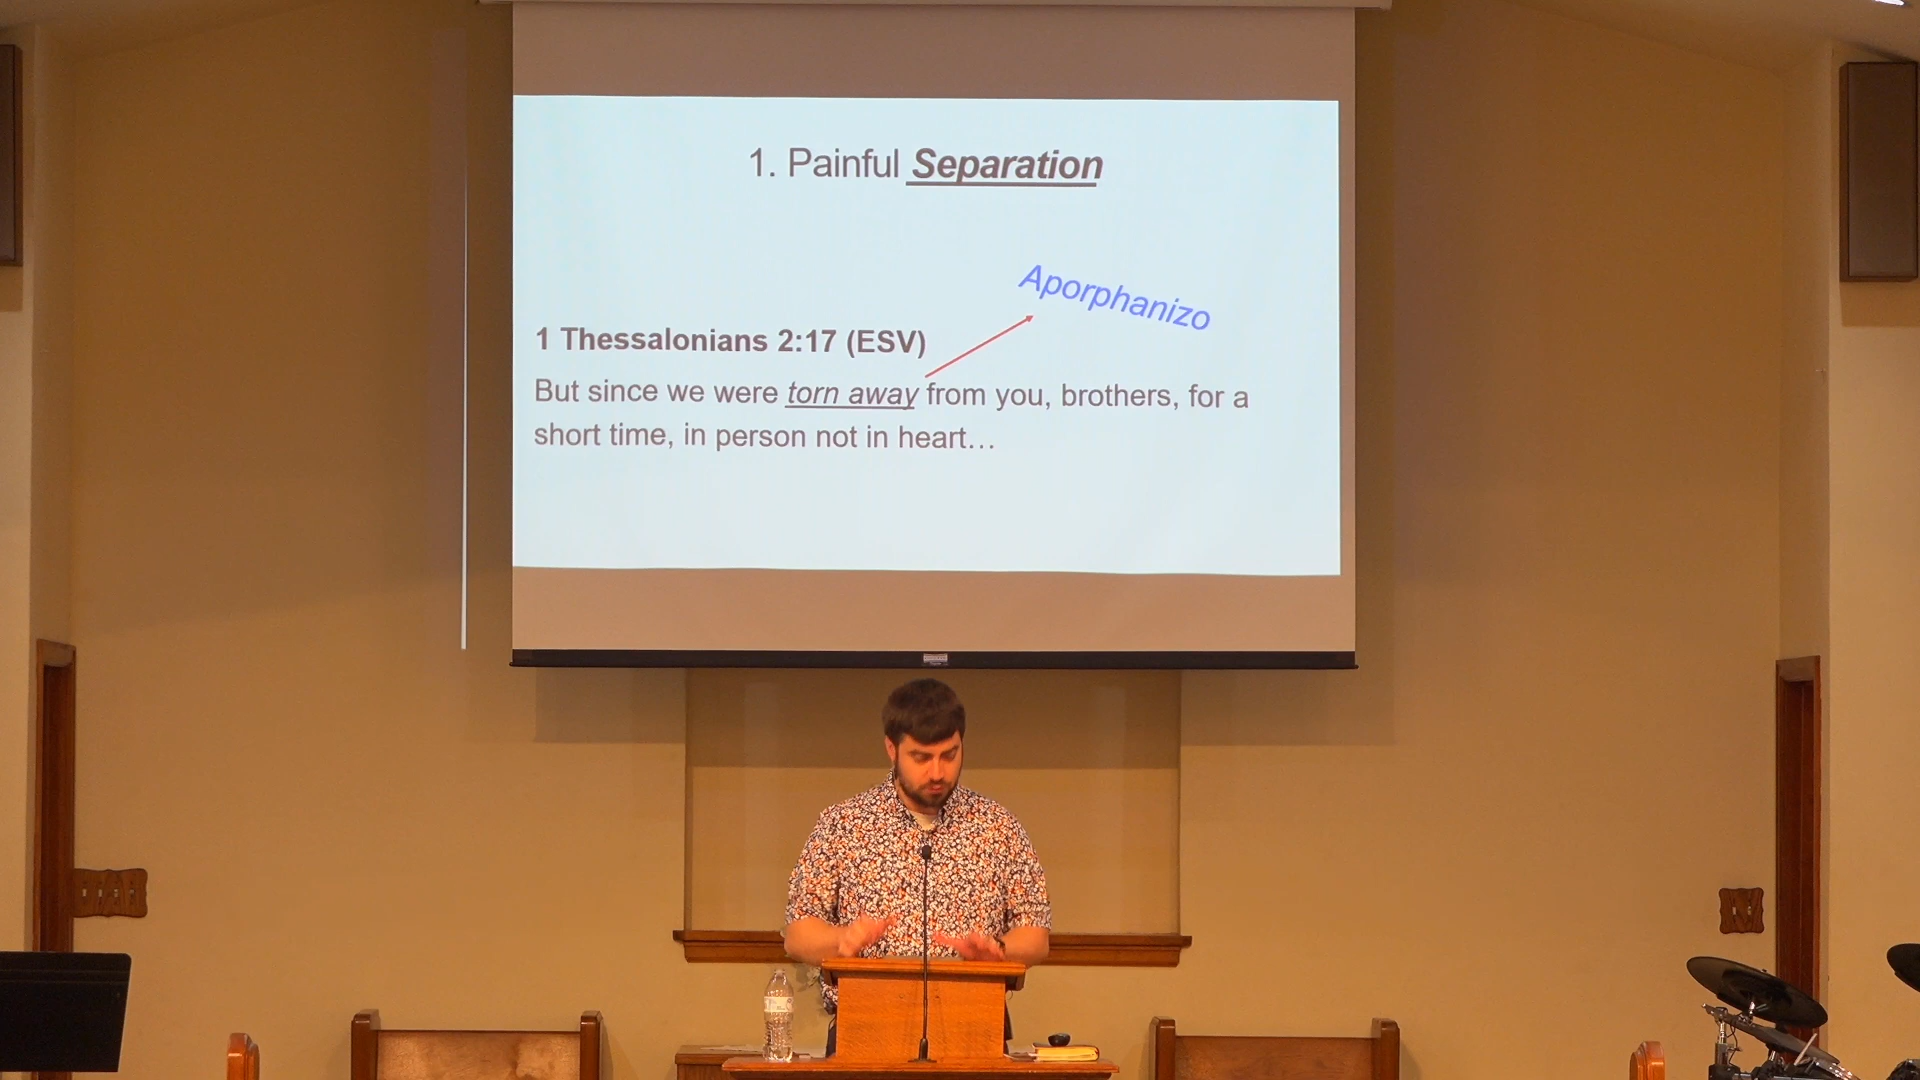 1. Painful Separation
Aporphanizo
1 Thessalonians 2:17 (ESV)
But since we were torn away from you, brothers, for a
short time, in person not in heart…